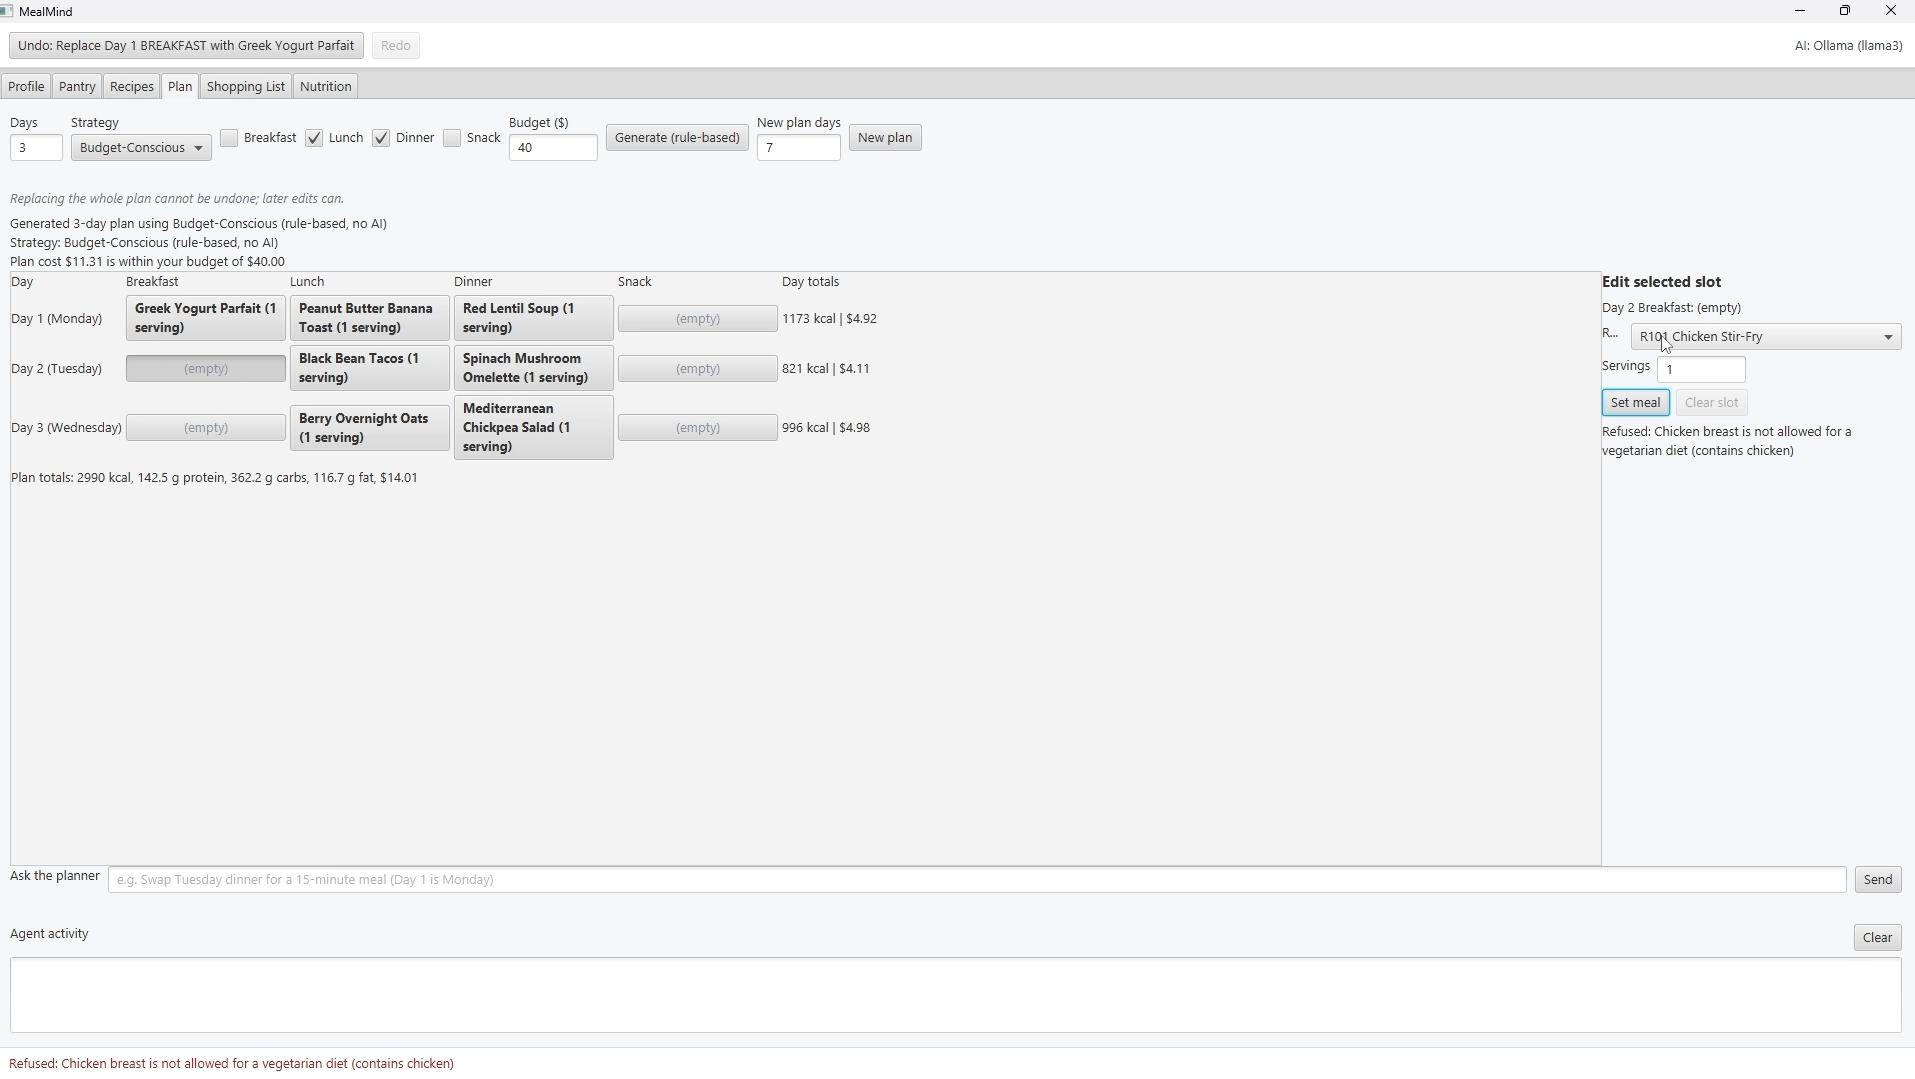 MealMind
Undo: Replace Day 1 BREAKFAST with Greek Yogurt Parfait
Redo
AI: Ollama (llama3)
Profile
Pantry
Recipes
Plan
Shopping List
Nutrition
Days
Strategy
Budget ($)
New plan days
3
Budget-Conscious
Breakfast
Lunch
Dinner
Snack
40
Generate (rule-based)
7
New plan
Replacing the whole plan cannot be undone; later edits can.
Generated 3-day plan using Budget-Conscious (rule-based, no AI)
Strategy: Budget-Conscious (rule-based, no AI)
Plan cost $11.31 is within your budget of $40.00
Day
Breakfast
Lunch
Dinner
Snack
Day totals
Day 1 (Monday)
Greek Yogurt Parfait (1
serving)
Peanut Butter Banana
Toast (1 serving)
Red Lentil Soup (1
serving)
(empty)
1173 kcal | $4.92
Day 2 (Tuesday)
(empty)
Black Bean Tacos (1
serving)
Spinach Mushroom
Omelette (1 serving)
(empty)
821 kcal | $4.11
Day 3 (Wednesday)
(empty)
Berry Overnight Oats
(1 serving)
Mediterranean
Chickpea Salad (1
serving)
(empty)
996 kcal | $4.98
Plan totals: 2990 kcal, 142.5 g protein, 362.2 g carbs, 116.7 g fat, $14.01
Edit selected slot
Day 2 Breakfast: (empty)
R...
R101 Chicken Stir-Fry
Servings
1
Set meal
Clear slot
Refused: Chicken breast is not allowed for a
vegetarian diet (contains chicken)
Ask the planner
e.g. Swap Tuesday dinner for a 15-minute meal (Day 1 is Monday)
Send
Agent activity
Clear
Refused: Chicken breast is not allowed for a vegetarian diet (contains chicken)